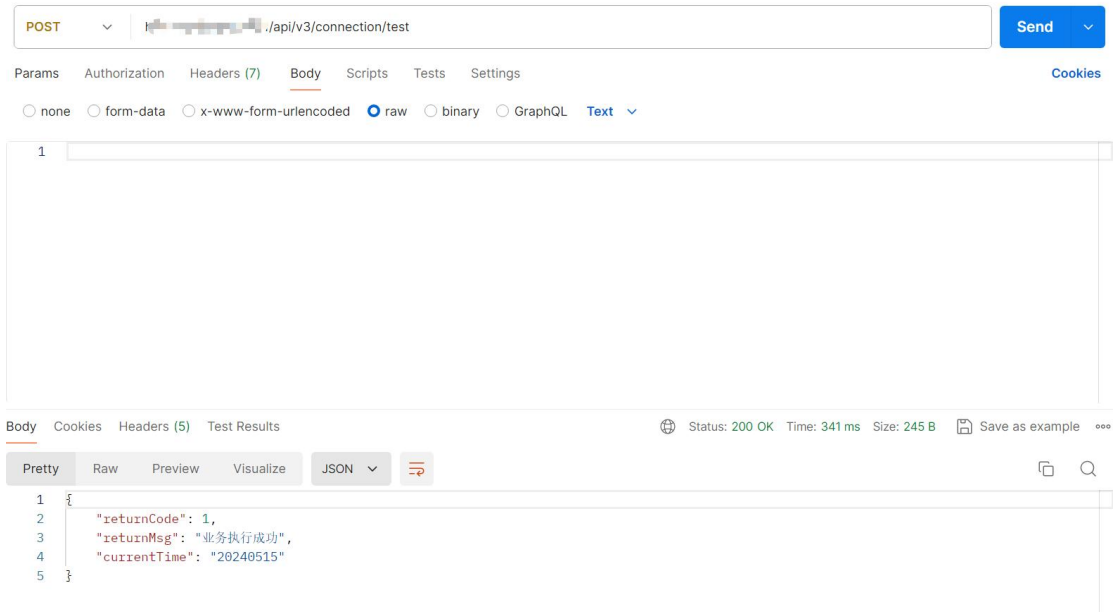 POST /api/v3/connection/test Send
Params Authorization Headers (7) Body Scripts Tests Settings Cookies
none form-data x-www-form-urlencoded raw binary GraphQL Text
1
Body Cookies Headers (5) Test Results Status: 200 OK Time: 341 ms Size: 245 B Save as example
Pretty Raw Preview Visualize JSON
1 {
2 "returnCode": 1,
3 "returnMsg": "业务执行成功",
4 "currentTime": "20240515"
5 }